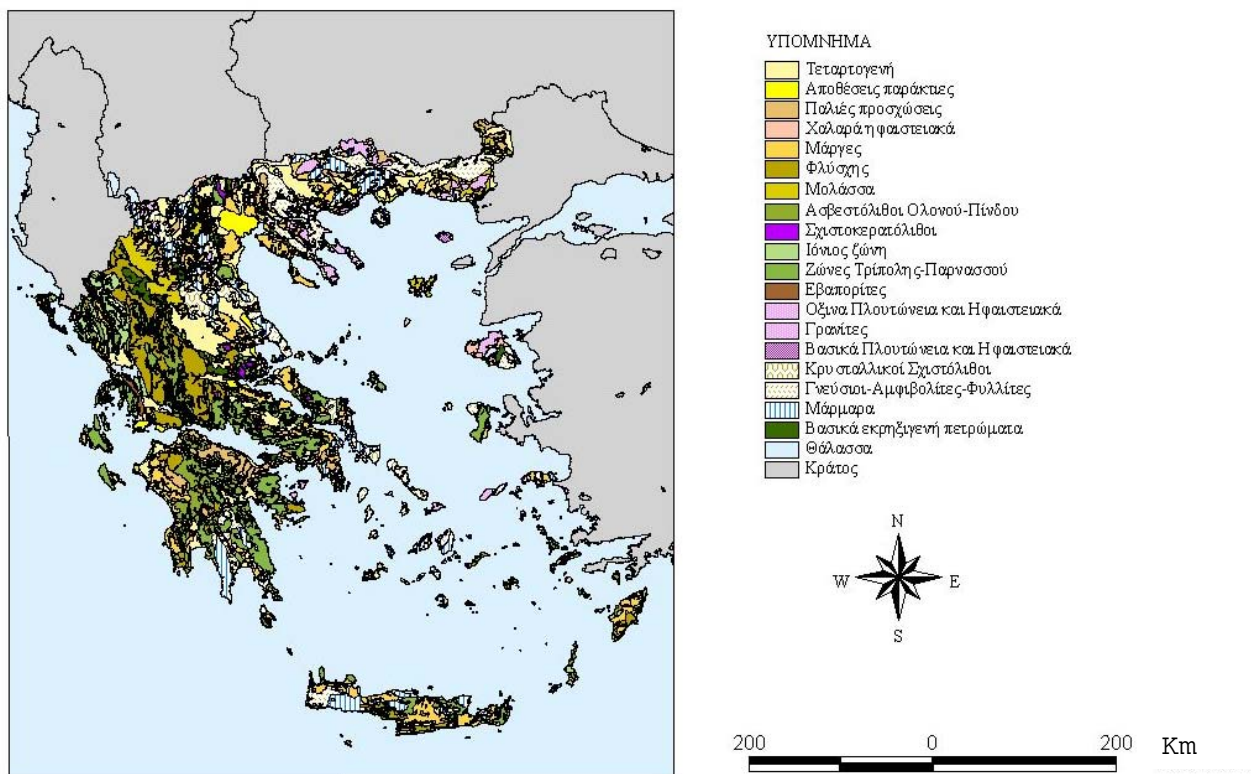 ΥΠΟΜΝΗΜΑ
Τεταρτογενή
Αποθέσεις παράκτιες
Παλιές προσχώσεις
Χαλαρά ηφαιστειακά
Μάργες
Φλύσχης
Μολάσσα
Ασβεστόλιθοι Ολονού-Πίνδου
Σχιστοκερατόλιθοι
Ιόνιος ζώνη
Ζώνες Τρίπολης-Παρνασσού
Εβαπορίτες
Οξινα Πλουτώνεια και Ηφαιστειακά
Γρανίτες
Βασικά Πλουτώνεια και Ηφαιστειακά
Κρυσταλλικοί Σχιστόλιθοι
Γνεύσιοι-Αμφιβολίτες-Φυλλίτες
Μάρμαρα
Βασικά εκρηξιγενή πετρώματα
Θάλασσα
Κράτος
N
W E
S
200 0 200 Km